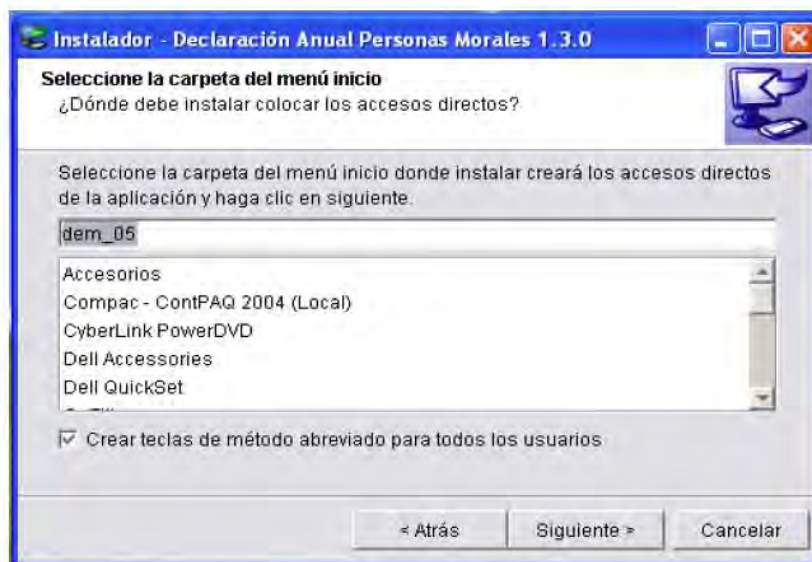 Instalador - Declaración Anual Personas Morales 1.3.0
Seleccione la carpeta del menú inicio
¿Dónde debe instalar colocar los accesos directos?
Seleccione la carpeta del menú inicio donde instalar creará los accesos directos
de la aplicación y haga clic en siguiente.
dem_05
Accesorios
Compac - ContPAQ 2004 (Local)
CyberLink PowerDVD
Dell Accessories
Dell QuickSet
Crear teclas de método abreviado para todos los usuarios
< Atrás
Siguiente >
Cancelar